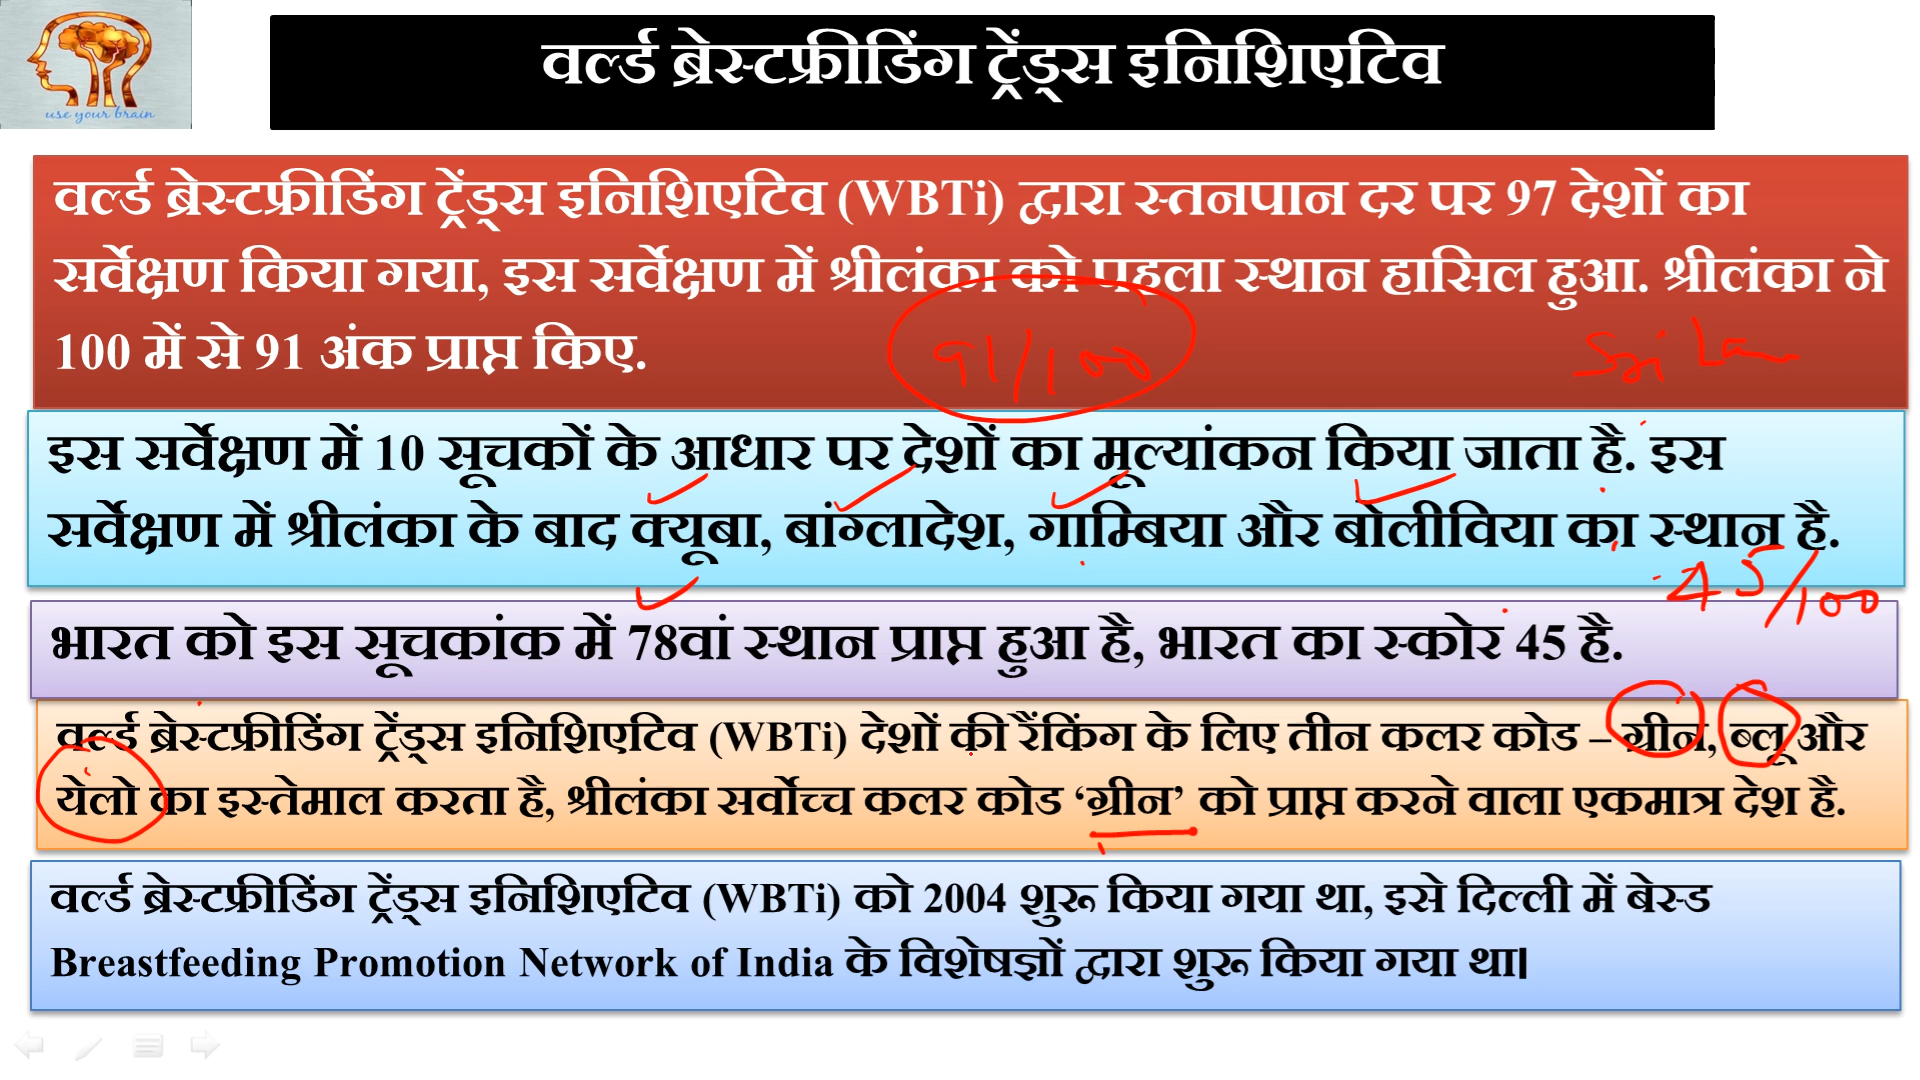 use your brain
वर्ल्ड ब्रेस्टफ्रीडिंग ट्रेंड्स इनिशिएटिव
वर्ल्ड ब्रेस्टफ्रीडिंग ट्रेंड्स इनिशिएटिव (WBTi) द्वारा स्तनपान दर पर 97 देशों का
सर्वेक्षण किया गया, इस सर्वेक्षण में श्रीलंका को पहला स्थान हासिल हुआ. श्रीलंका ने
100 में से 91 अंक प्राप्त किए.
91/100
इस सर्वेक्षण में 10 सूचकों के आधार पर देशों का मूल्यांकन किया जाता है. इस
सर्वेक्षण में श्रीलंका के बाद क्यूबा, बांग्लादेश, गाम्बिया और बोलीविया का स्थान है.
45/100
भारत को इस सूचकांक में 78वां स्थान प्राप्त हुआ है, भारत का स्कोर 45 है.
वर्ल्ड ब्रेस्टफ्रीडिंग ट्रेंड्स इनिशिएटिव (WBTi) देशों की रैंकिंग के लिए तीन कलर कोड – ग्रीन, ब्लू और
येलो का इस्तेमाल करता है, श्रीलंका सर्वोच्च कलर कोड ‘ग्रीन’ को प्राप्त करने वाला एकमात्र देश है.
वर्ल्ड ब्रेस्टफ्रीडिंग ट्रेंड्स इनिशिएटिव (WBTi) को 2004 शुरू किया गया था, इसे दिल्ली में बेस्ड
Breastfeeding Promotion Network of India के विशेषज्ञों द्वारा शुरू किया गया था।